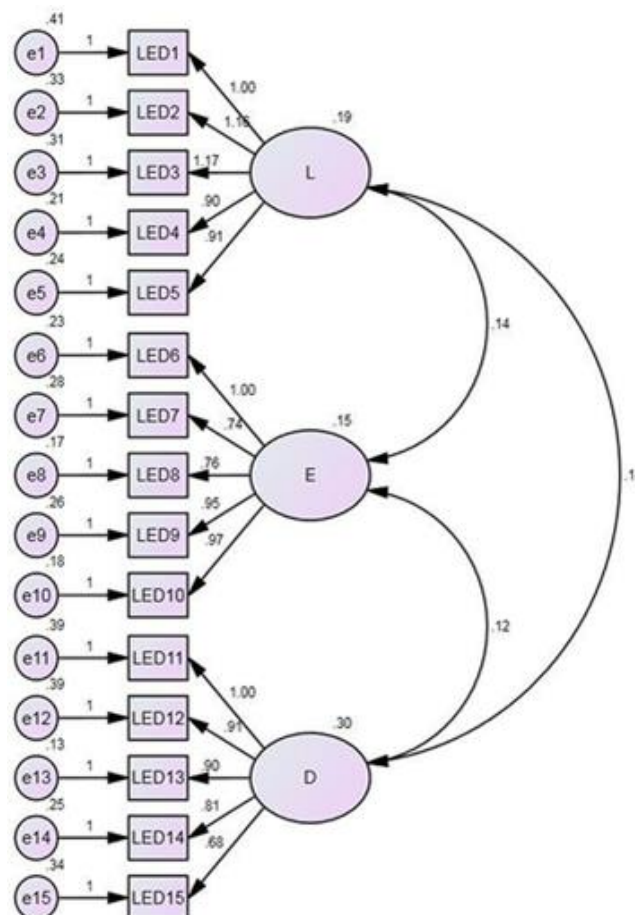 .41
e1 1 LED1
1.00
.33
e2 1 LED2
1.16
.19
.31
e3 1 LED3 1.17 L
.21
e4 1 LED4 .90
.24
e5 1 LED5 .91
.14
.23
e6 1 LED6
1.00
.28
e7 1 LED7 .74
.15
.17
e8 1 LED8 .76 E
.26
e9 1 LED9 .95
.18
e10 1 LED10 .97
.12
.39
e11 1 LED11
1.00
.39
e12 1 LED12 .91
.30
.13
e13 1 LED13 .90 D
.25
e14 1 LED14 .81
.34
e15 1 LED15 .68